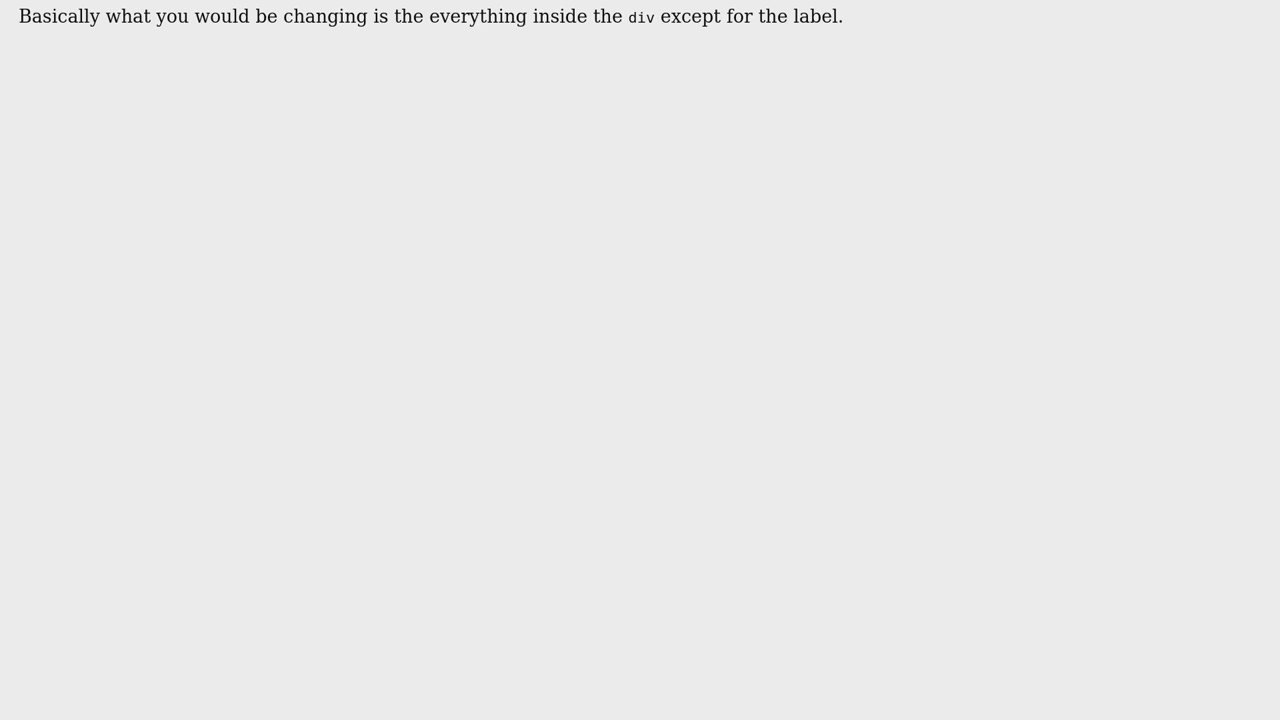 Basically what you would be changing is the everything inside the div except for the label.